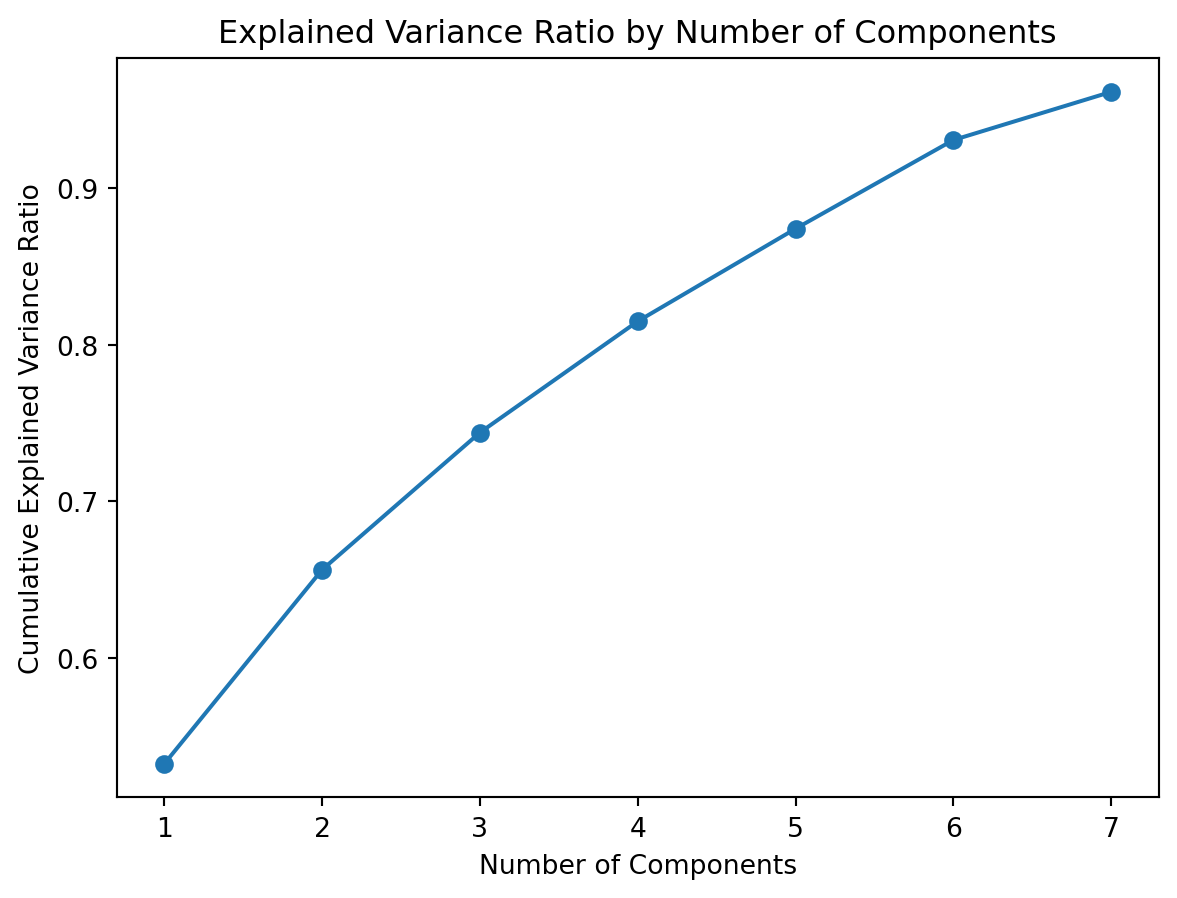 Explained Variance Ratio by Number of Components
Cumulative Explained Variance Ratio
0.9
0.8
0.7
0.6
1 2 3 4 5 6 7
Number of Components